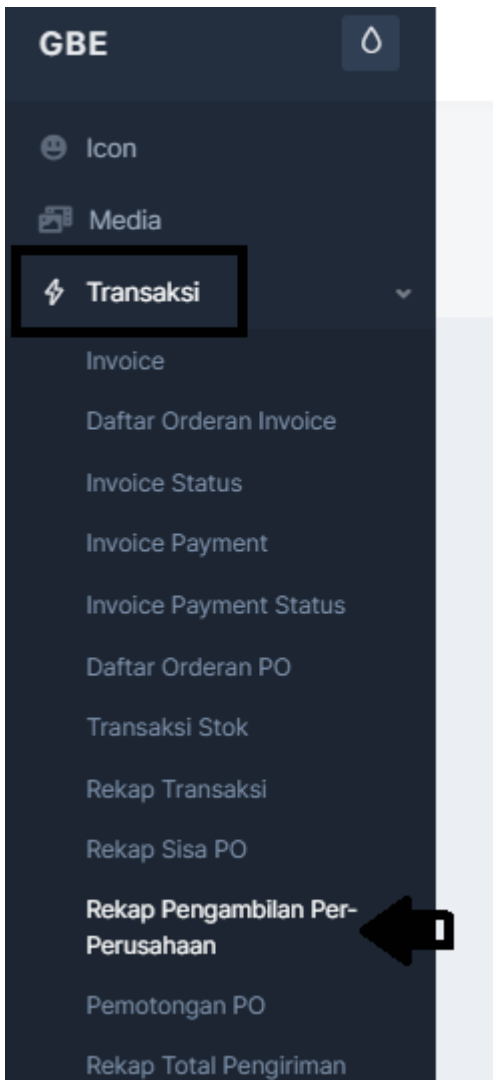 GBE
Icon
Media
Transaksi
Invoice
Daftar Orderan Invoice
Invoice Status
Invoice Payment
Invoice Payment Status
Daftar Orderan PO
Transaksi Stok
Rekap Transaksi
Rekap Sisa PO
Rekap Pengambilan Per-
Perusahaan
Pemotongan PO
Rekap Total Pengiriman